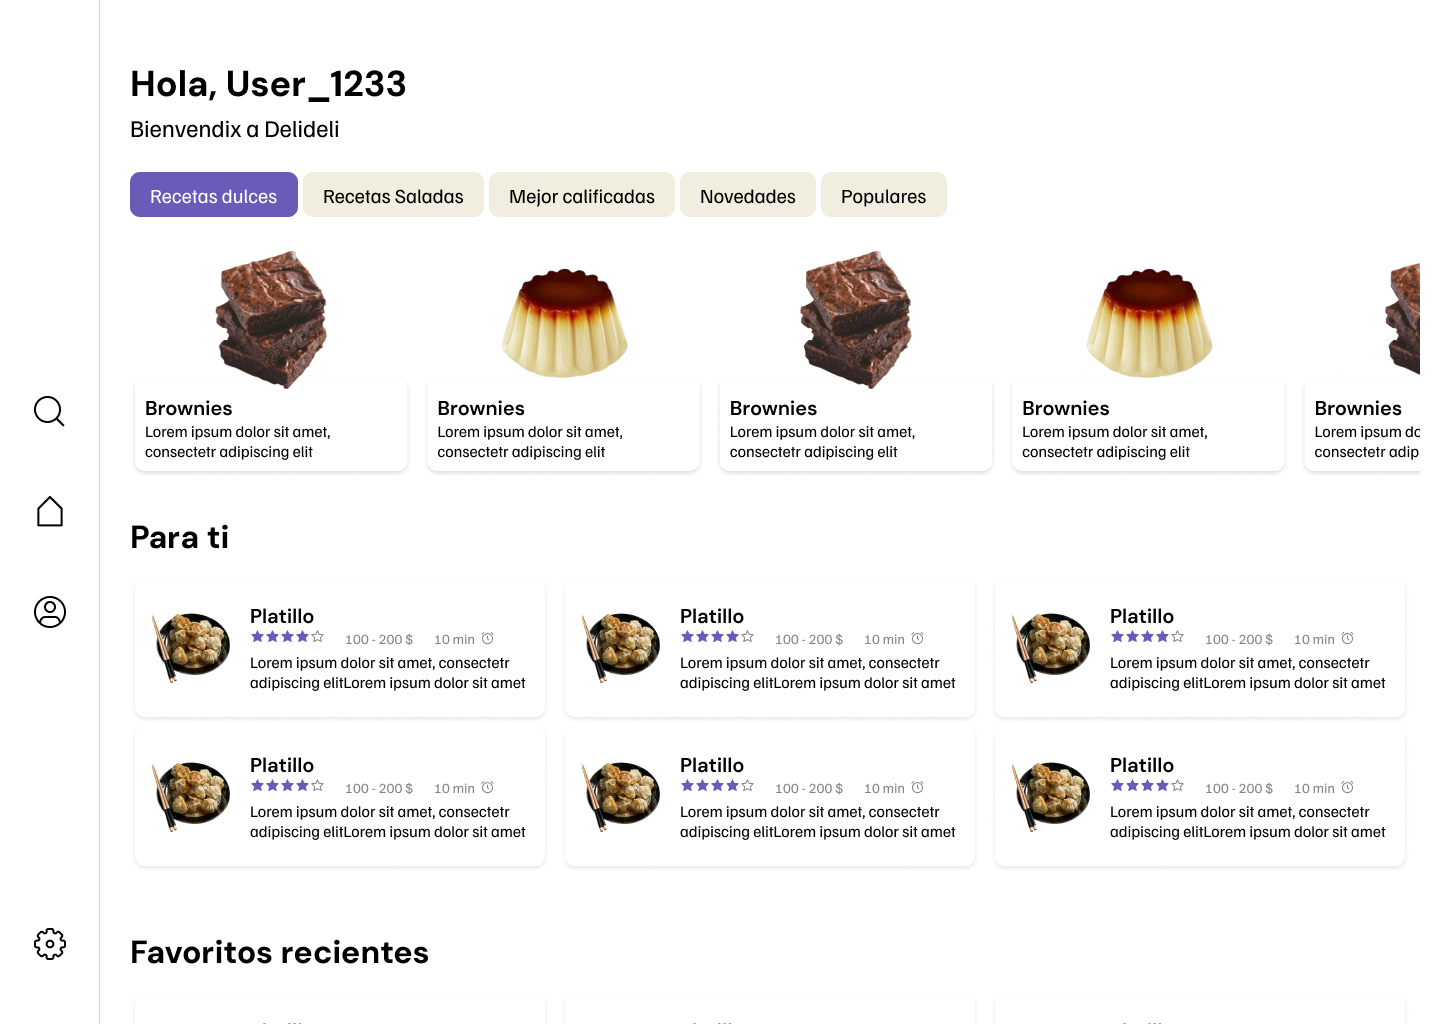 Hola, User_1233
Bienvendix a Delideli
Recetas dulces
Recetas Saladas
Mejor calificadas
Novedades
Populares
Brownies
Lorem ipsum dolor sit amet,
consectetr adipiscing elit
Brownies
Lorem ipsum dolor sit amet,
consectetr adipiscing elit
Brownies
Lorem ipsum dolor sit amet,
consectetr adipiscing elit
Brownies
Lorem ipsum dolor sit amet,
consectetr adipiscing elit
Brownies
Lorem ipsum do
consectetr adip
Para ti
Platillo
100 - 200 $ 10 min
Lorem ipsum dolor sit amet, consectetr
adipiscing elitLorem ipsum dolor sit amet
Platillo
100 - 200 $ 10 min
Lorem ipsum dolor sit amet, consectetr
adipiscing elitLorem ipsum dolor sit amet
Platillo
100 - 200 $ 10 min
Lorem ipsum dolor sit amet, consectetr
adipiscing elitLorem ipsum dolor sit amet
Platillo
100 - 200 $ 10 min
Lorem ipsum dolor sit amet, consectetr
adipiscing elitLorem ipsum dolor sit amet
Platillo
100 - 200 $ 10 min
Lorem ipsum dolor sit amet, consectetr
adipiscing elitLorem ipsum dolor sit amet
Platillo
100 - 200 $ 10 min
Lorem ipsum dolor sit amet, consectetr
adipiscing elitLorem ipsum dolor sit amet
Favoritos recientes